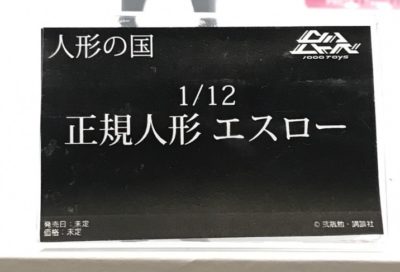 人形の国
1000TOYS
1/12
正規人形 エスロー
発売日：未定
価格：未定
© 弐瓶勉・講談社